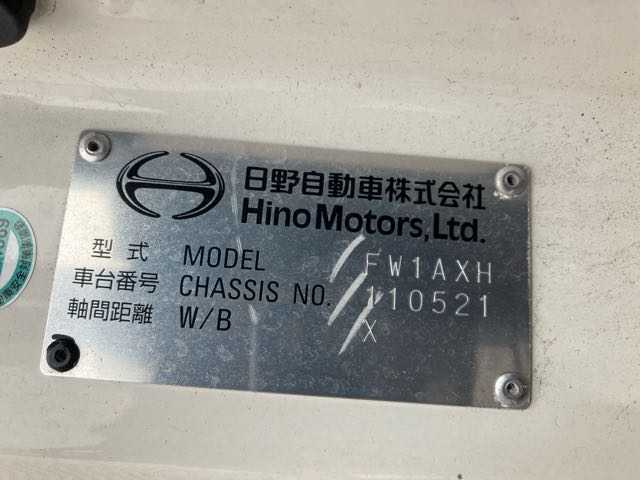 日野自動車株式会社
Hino Motors, Ltd.
型式 MODEL FW1AXH
車台番号 CHASSIS NO. 110521
軸間距離 W/B X